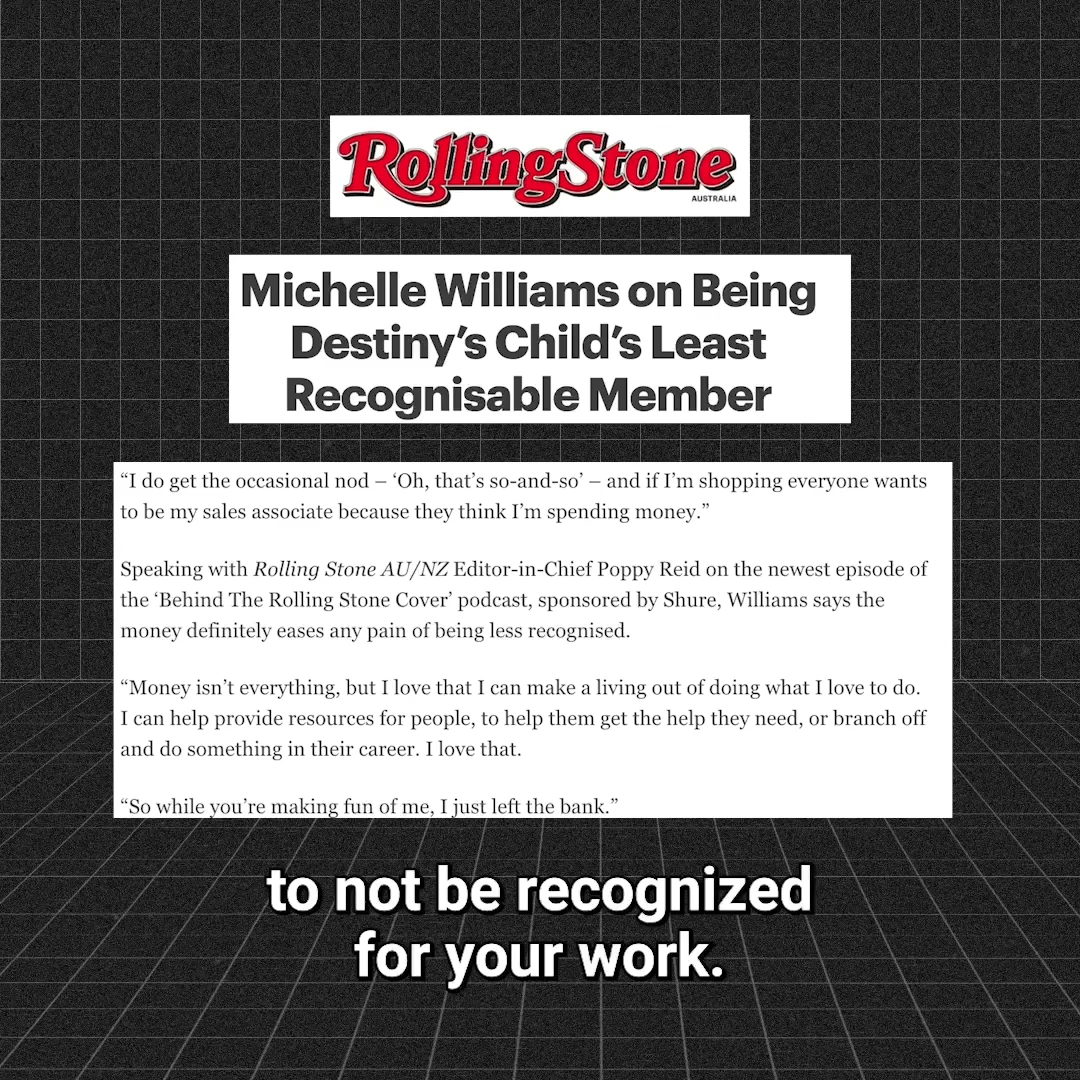 RollingStone
AUSTRALIA
Michelle Williams on Being
Destiny’s Child’s Least
Recognisable Member
“I do get the occasional nod – ‘Oh, that’s so-and-so’ – and if I’m shopping everyone wants
to be my sales associate because they think I’m spending money.”
Speaking with Rolling Stone AU/NZ Editor-in-Chief Poppy Reid on the newest episode of
the ‘Behind The Rolling Stone Cover’ podcast, sponsored by Shure, Williams says the
money definitely eases any pain of being less recognised.
“Money isn’t everything, but I love that I can make a living out of doing what I love to do.
I can help provide resources for people, to help them get the help they need, or branch off
and do something in their career. I love that.
“So while you’re making fun of me, I just left the bank.”
to not be recognized
for your work.